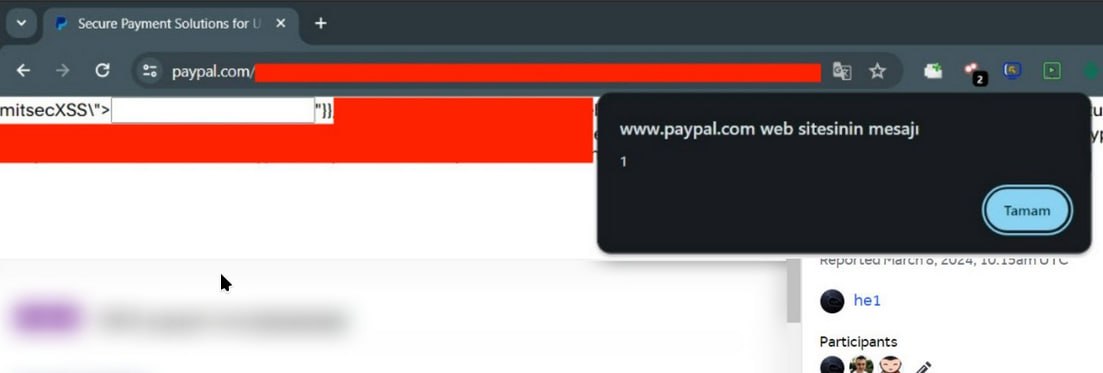 Secure Payment Solutions for U
paypal.com/
2
mitsecXSS\">
"}}
www.paypal.com web sitesinin mesajı
1
Tamam
Reported March 8, 2024, 10:15am UTC
he1
Participants